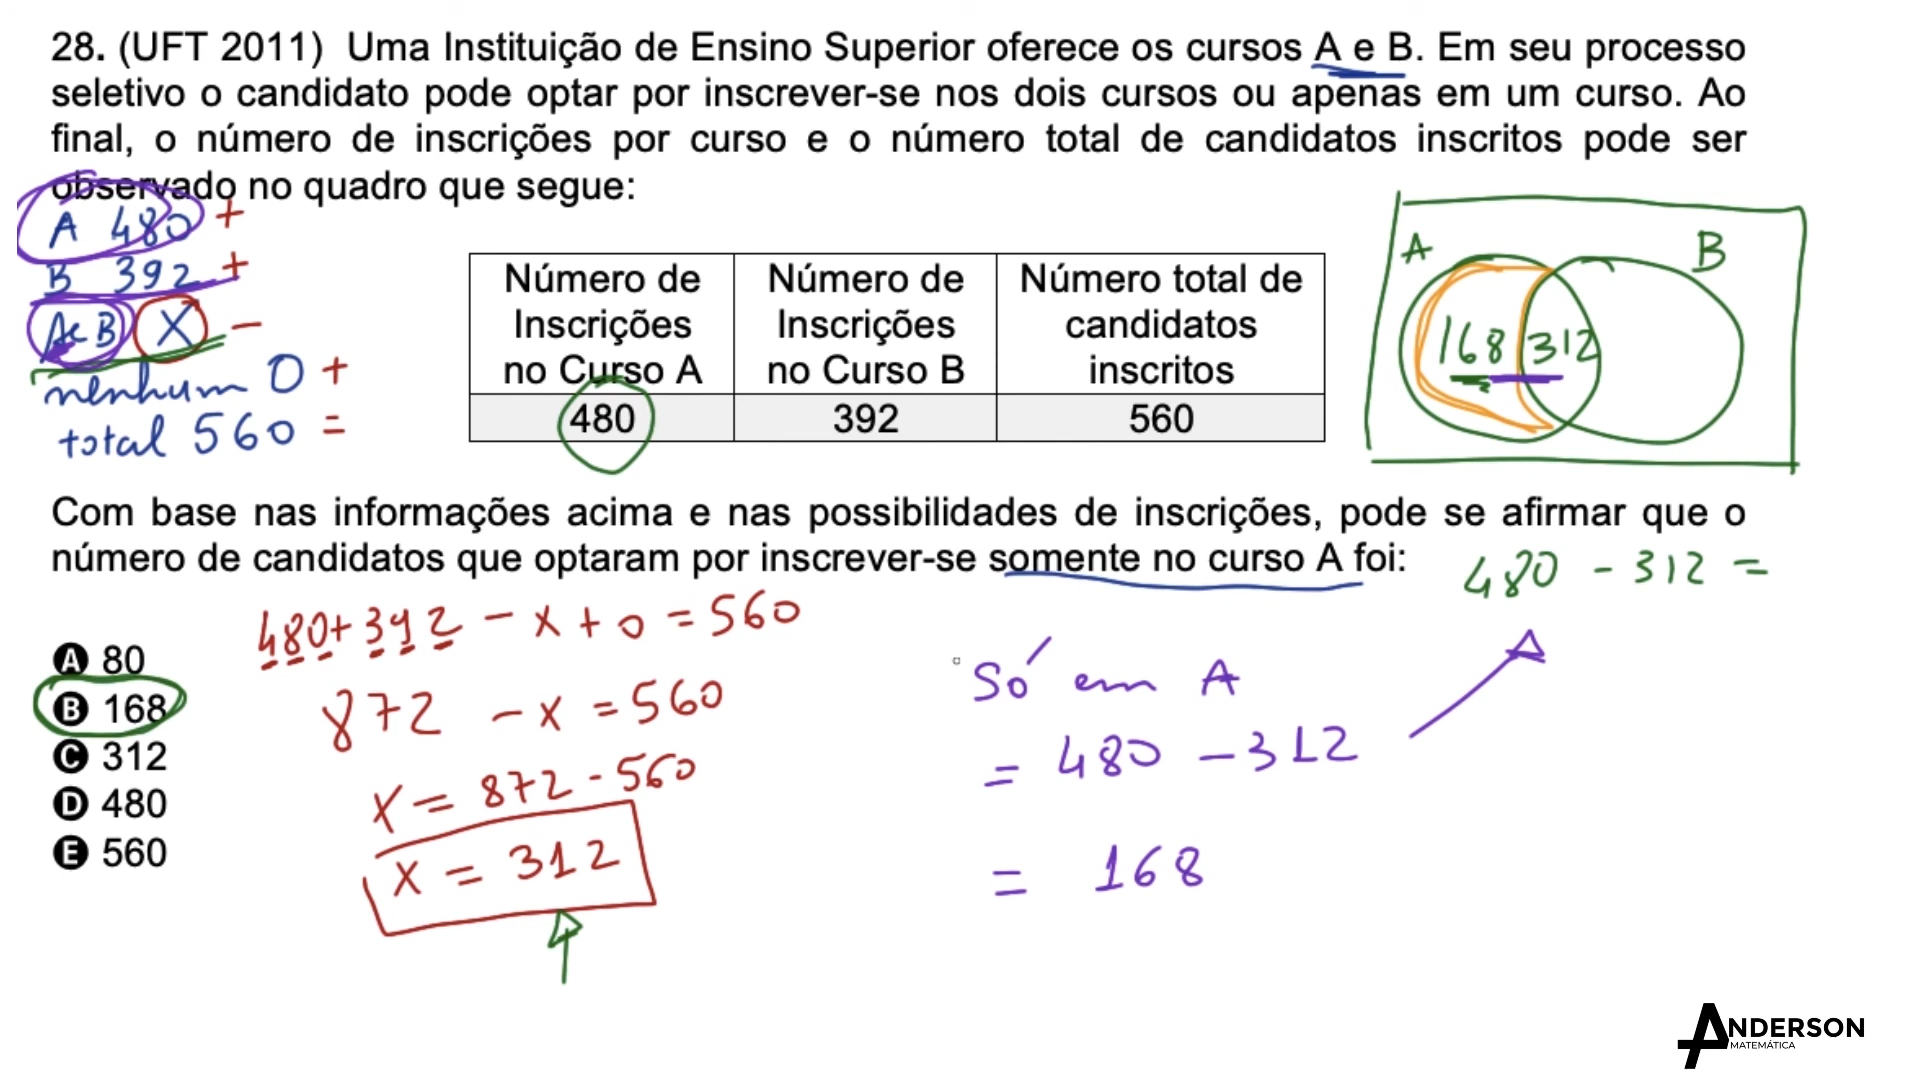 28. (UFT 2011) Uma Instituição de Ensino Superior oferece os cursos A e B. Em seu processo
seletivo o candidato pode optar por inscrever-se nos dois cursos ou apenas em um curso. Ao
final, o número de inscrições por curso e o número total de candidatos inscritos pode ser
observado no quadro que segue:
A 480 +
B 392 +
A e B X -
nenhum 0 +
total 560 =
Número de Inscrições no Curso A
Número de Inscrições no Curso B
Número total de candidatos inscritos
480 392 560
A B
168 312
Com base nas informações acima e nas possibilidades de inscrições, pode se afirmar que o
número de candidatos que optaram por inscrever-se somente no curso A foi:
480 - 312 =
A 80
B 168
C 312
D 480
E 560
480 + 392 - x + 0 = 560
872 - x = 560
x = 872 - 560
x = 312
Só em A
= 480 - 312
= 168
ANDERSON
MATEMÁTICA